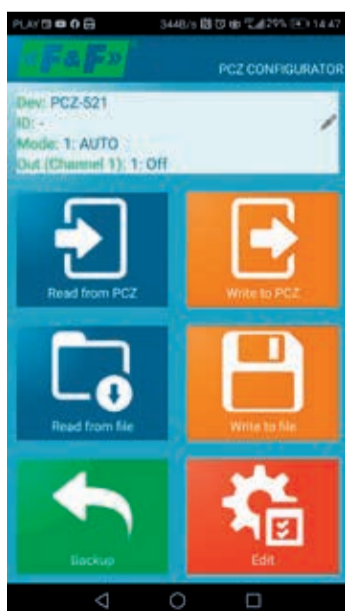 PLAY 344B/s 29% 14:47
«F&F»
PCZ CONFIGURATOR
Dev: PCZ-521
ID: -
Mode: 1: AUTO
Out (Channel 1): 1: Off
Read from PCZ Write to PCZ
Read from file Write to file
Backup Edit